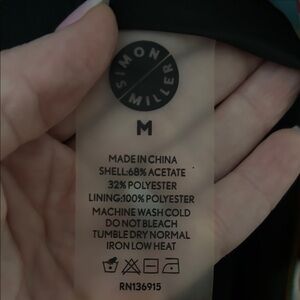 SIMON
MILLER
M
MADE IN CHINA
SHELL:68% ACETATE
32% POLYESTER
LINING:100% POLYESTER
MACHINE WASH COLD
DO NOT BLEACH
TUMBLE DRY NORMAL
IRON LOW HEAT
RN136915